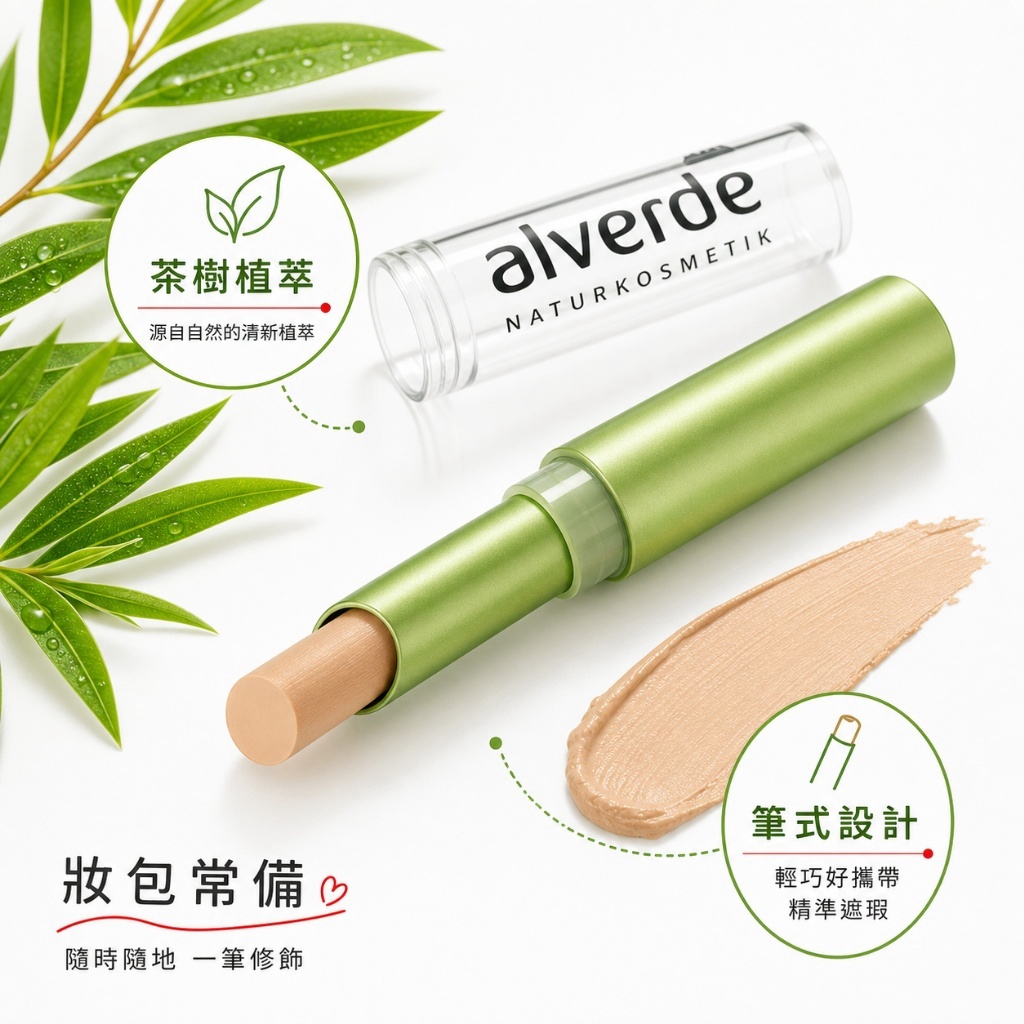 alverde
NATURKOSMETIK
茶樹植萃
源自自然的清新植萃
筆式設計
輕巧好攜帶
精準遮瑕
妝包常備
隨時隨地 一筆修飾